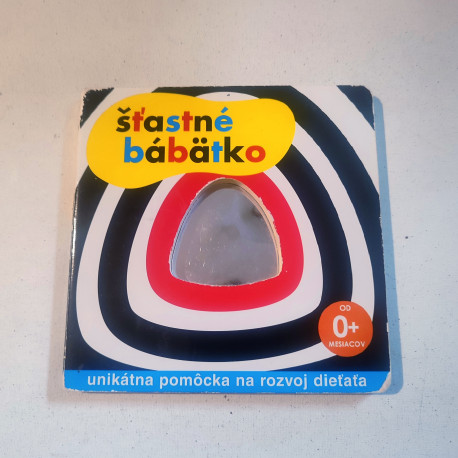 šťastné
bábätko
OD
0+
MESIACOV
unikátna pomôcka na rozvoj dieťaťa